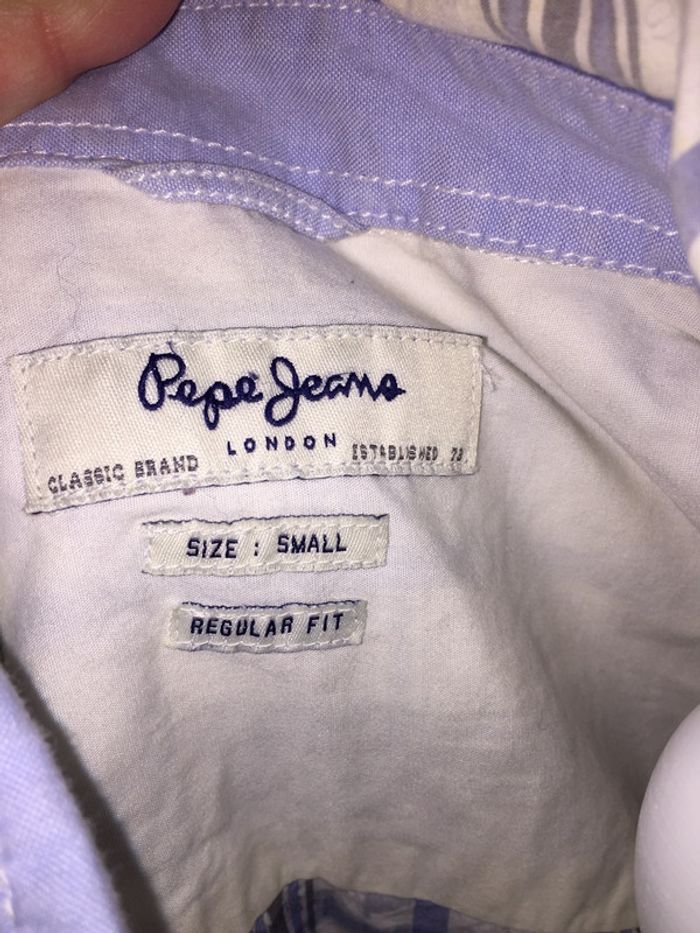 Pepe Jeans
LONDON
CLASSIC BRAND ESTABLISHED 73
SIZE : SMALL
REGULAR FIT